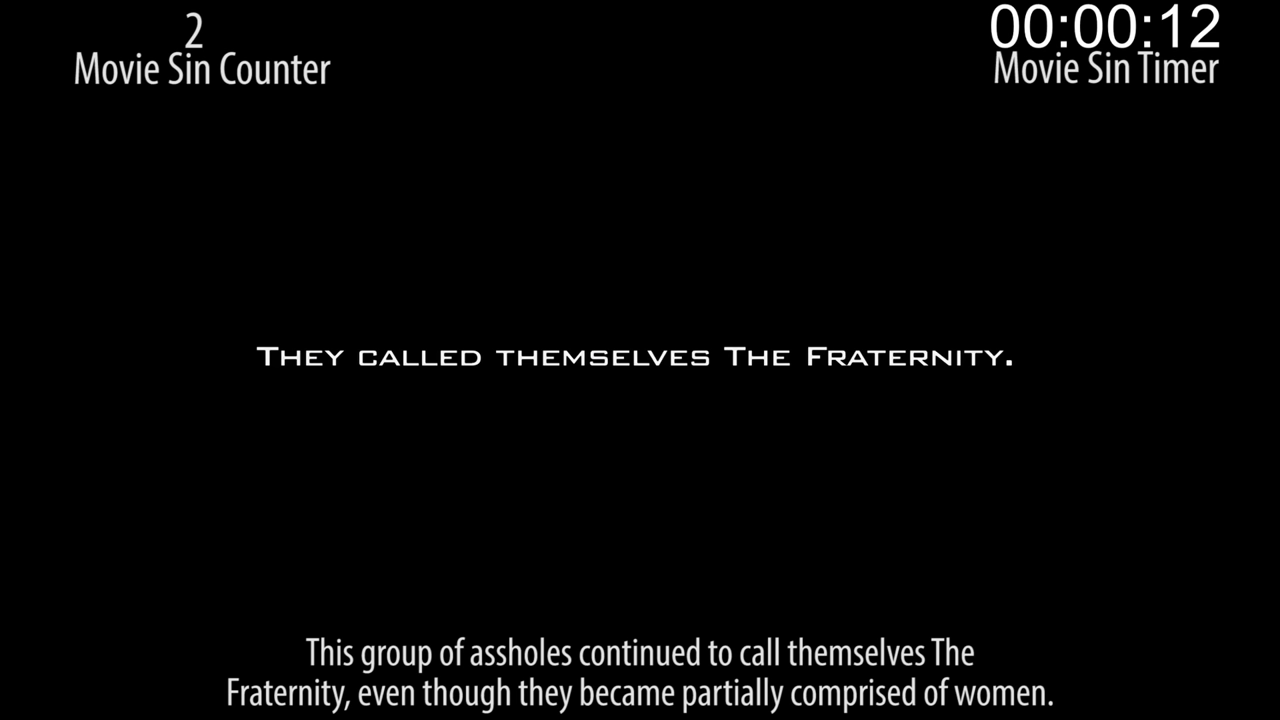 2
Movie Sin Counter
00:00:12
Movie Sin Timer
They called themselves The Fraternity.
This group of assholes continued to call themselves The
Fraternity, even though they became partially comprised of women.